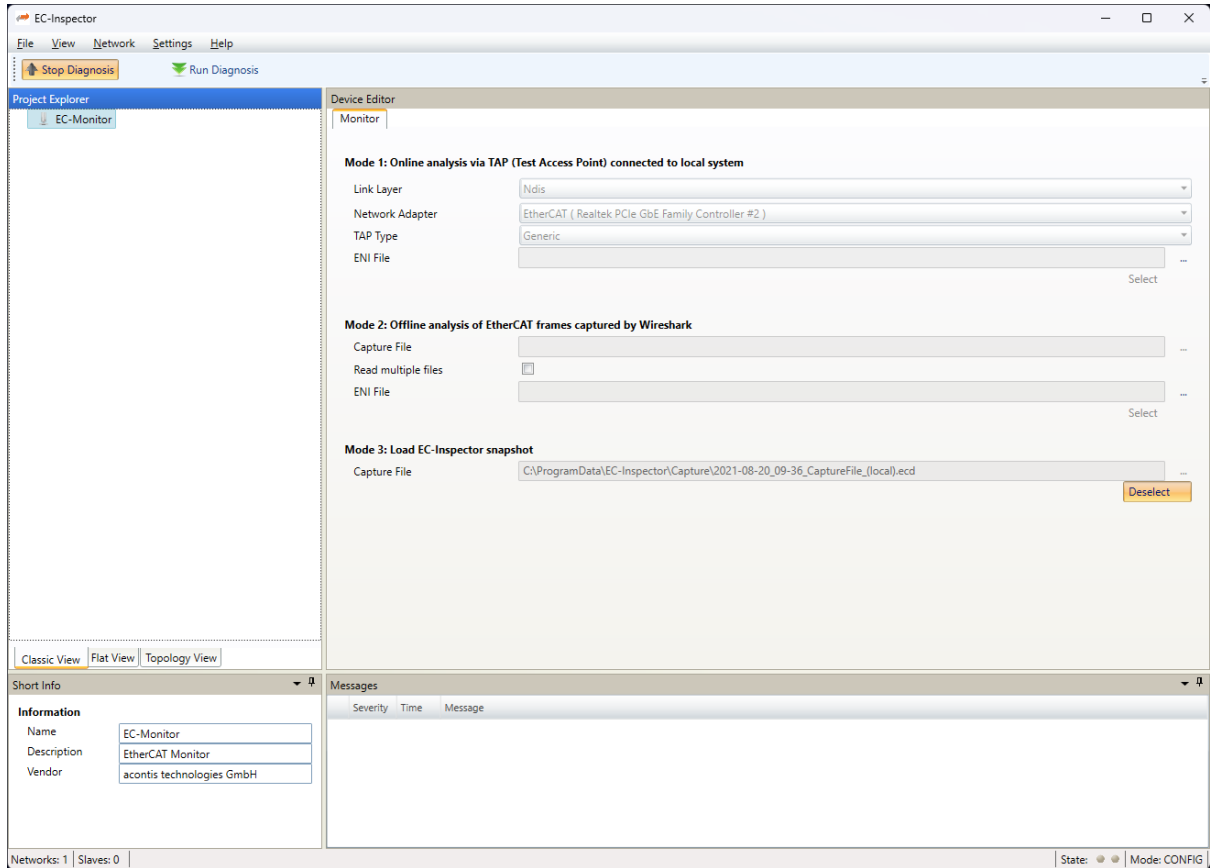 EC-Inspector
File View Network Settings Help
Stop Diagnosis Run Diagnosis
Project Explorer
EC-Monitor
Classic View Flat View Topology View
Device Editor
Monitor
Mode 1: Online analysis via TAP (Test Access Point) connected to local system
Link Layer Ndis
Network Adapter EtherCAT ( Realtek PCIe GbE Family Controller #2 )
TAP Type Generic
ENI File ...
Select
Mode 2: Offline analysis of EtherCAT frames captured by Wireshark
Capture File ...
Read multiple files
ENI File ...
Select
Mode 3: Load EC-Inspector snapshot
Capture File C:\ProgramData\EC-Inspector\Capture\2021-08-20_09-36_CaptureFile_(local).ecd ...
Deselect
Short Info
Information
Name EC-Monitor
Description EtherCAT Monitor
Vendor acontis technologies GmbH
Messages
Severity Time Message
Networks: 1 Slaves: 0 State: Mode: CONFIG